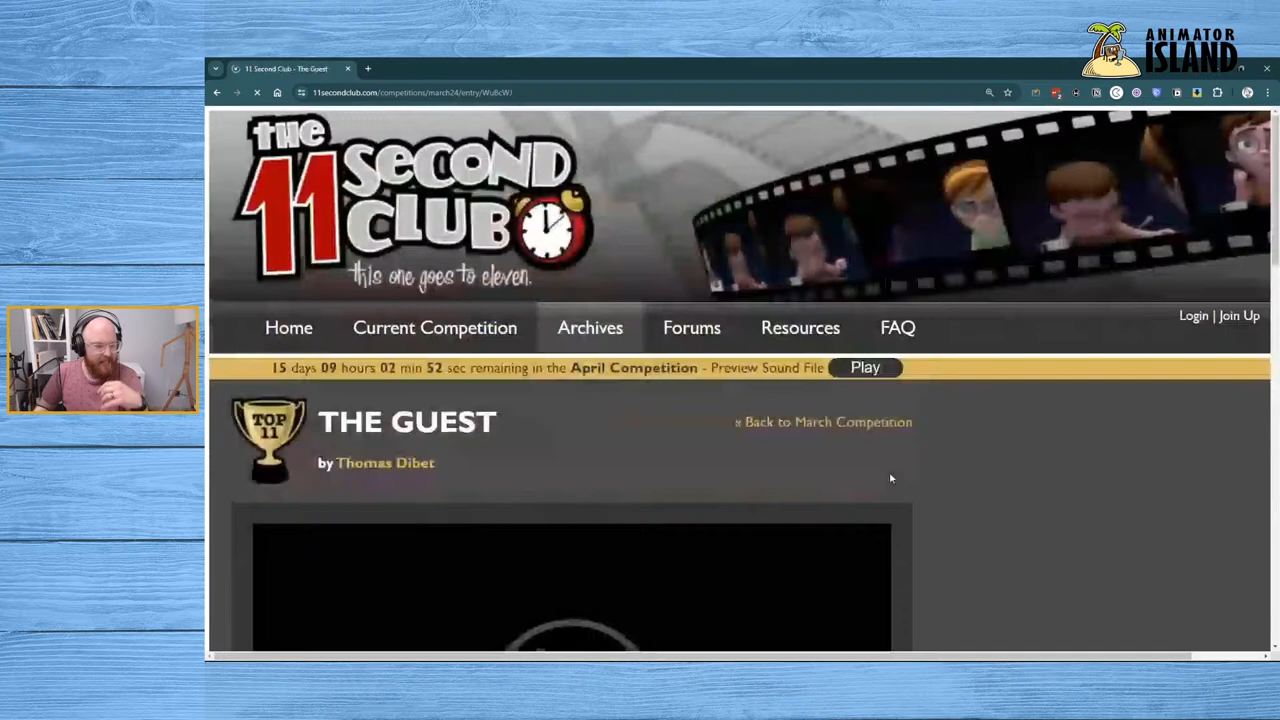 ANIMATOR
ISLAND
11 Second Club - The Guest
11secondclub.com/competitions/march24/entry/WuBcWJ
the
11 SECOND
CLUB
this one goes to eleven.
Home
Current Competition
Archives
Forums
Resources
FAQ
Login | Join Up
15 days 09 hours 02 min 52 sec remaining in the April Competition - Preview Sound File
Play
TOP
11
THE GUEST
» Back to March Competition
by Thomas Dibet